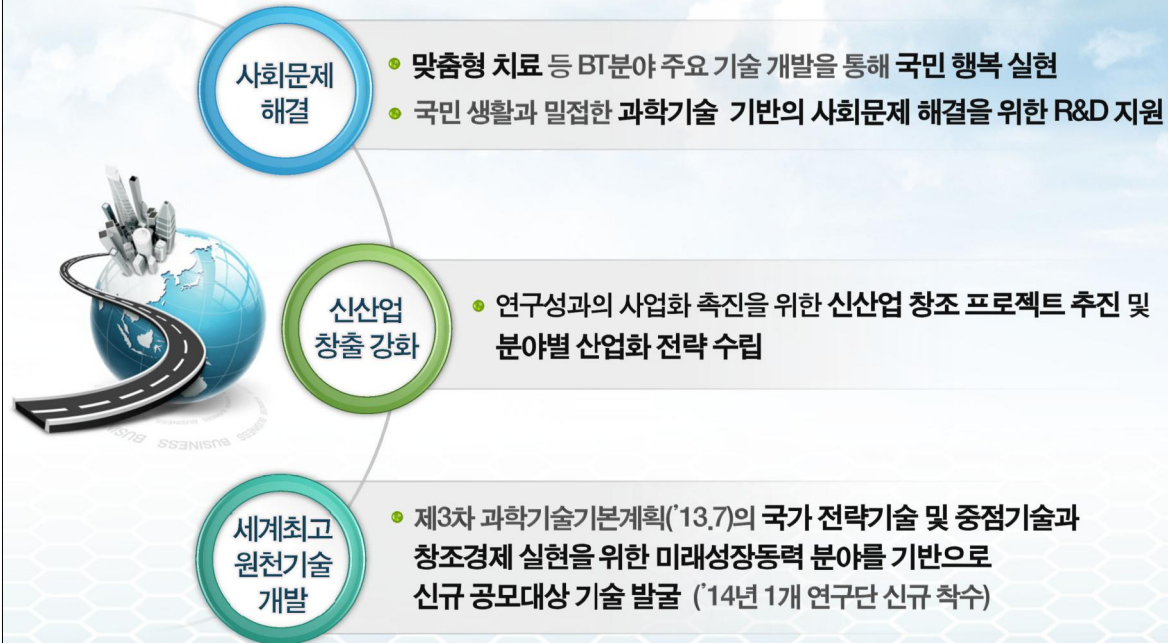 사회문제
해결
• 맞춤형 치료 등 BT분야 주요 기술 개발을 통해 국민 행복 실현
• 국민 생활과 밀접한 과학기술 기반의 사회문제 해결을 위한 R&D 지원
신산업
창출 강화
• 연구성과의 사업화 촉진을 위한 신산업 창조 프로젝트 추진 및
분야별 산업화 전략 수립
BUSINESS BUSINESS
세계최고
원천기술
개발
• 제3차 과학기술기본계획('13.7)의 국가 전략기술 및 중점기술과
창조경제 실현을 위한 미래성장동력 분야를 기반으로
신규 공모대상 기술 발굴 ('14년 1개 연구단 신규 착수)